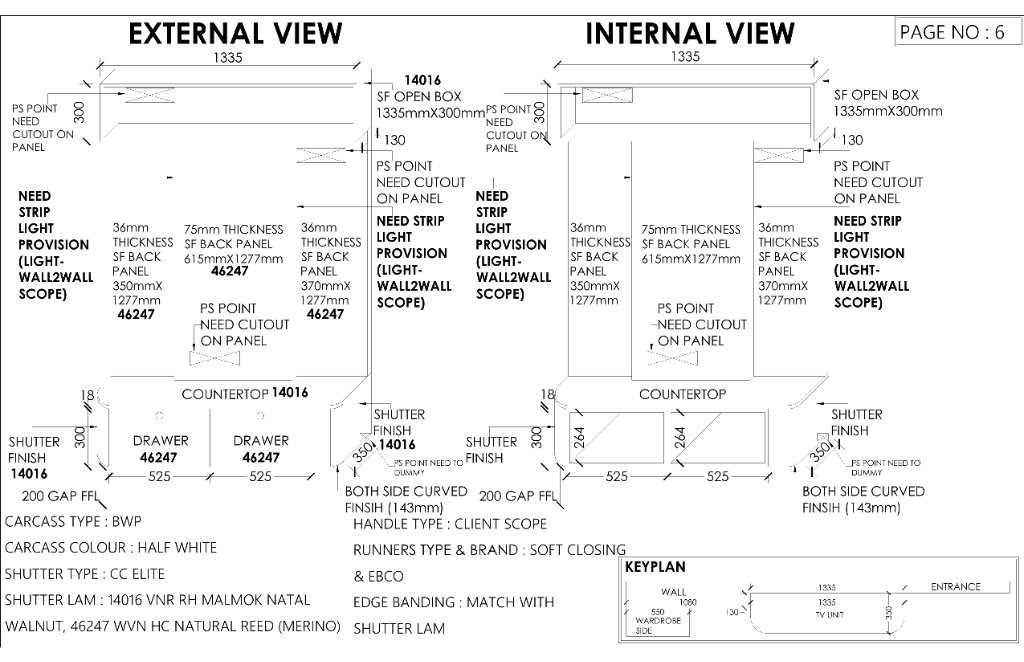 EXTERNAL VIEW
INTERNAL VIEW
PAGE NO : 6
1335
14016
SF OPEN BOX
1335mmX300mm
PS POINT
NEED
CUTOUT ON
PANEL
300
130
PS POINT
NEED CUTOUT
ON PANEL
NEED
STRIP
LIGHT
PROVISION
(LIGHT-
WALL2WALL
SCOPE)
36mm
THICKNESS
SF BACK
PANEL
350mmX
1277mm
46247
75mm THICKNESS
SF BACK PANEL
615mmX1277mm
46247
36mm
THICKNESS
SF BACK
PANEL
370mmX
1277mm
46247
NEED STRIP
LIGHT
PROVISION
(LIGHT-
WALL2WALL
SCOPE)
PS POINT
NEED CUTOUT
ON PANEL
COUNTERTOP 14016
18
300
SHUTTER
FINISH
14016
DRAWER
46247
DRAWER
46247
SHUTTER
FINISH
14016
350
PS POINT NEED TO
DUMMY
525
525
200 GAP FFL
BOTH SIDE CURVED
FINSIH (143mm)
1335
SF OPEN BOX
1335mmX300mm
PS POINT
NEED
CUTOUT ON
PANEL
300
130
PS POINT
NEED CUTOUT
ON PANEL
NEED
STRIP
LIGHT
PROVISION
(LIGHT-
WALL2WALL
SCOPE)
36mm
THICKNESS
SF BACK
PANEL
350mmX
1277mm
75mm THICKNESS
SF BACK PANEL
615mmX1277mm
36mm
THICKNESS
SF BACK
PANEL
370mmX
1277mm
NEED STRIP
LIGHT
PROVISION
(LIGHT-
WALL2WALL
SCOPE)
PS POINT
NEED CUTOUT
ON PANEL
COUNTERTOP
18
300
SHUTTER
FINISH
264
264
SHUTTER
FINISH
350
PS POINT NEED TO
DUMMY
525
525
200 GAP FFL
BOTH SIDE CURVED
FINSIH (143mm)
CARCASS TYPE : BWP
CARCASS COLOUR : HALF WHITE
SHUTTER TYPE : CC ELITE
SHUTTER LAM : 14016 VNR RH MALMOK NATAL
WALNUT, 46247 WVN HC NATURAL REED (MERINO)
HANDLE TYPE : CLIENT SCOPE
RUNNERS TYPE & BRAND : SOFT CLOSING
& EBCO
EDGE BANDING : MATCH WITH
SHUTTER LAM
KEYPLAN
WALL
1080
550
WARDROBE
SIDE
1335
ENTRANCE
130
1335
TV UNIT
350